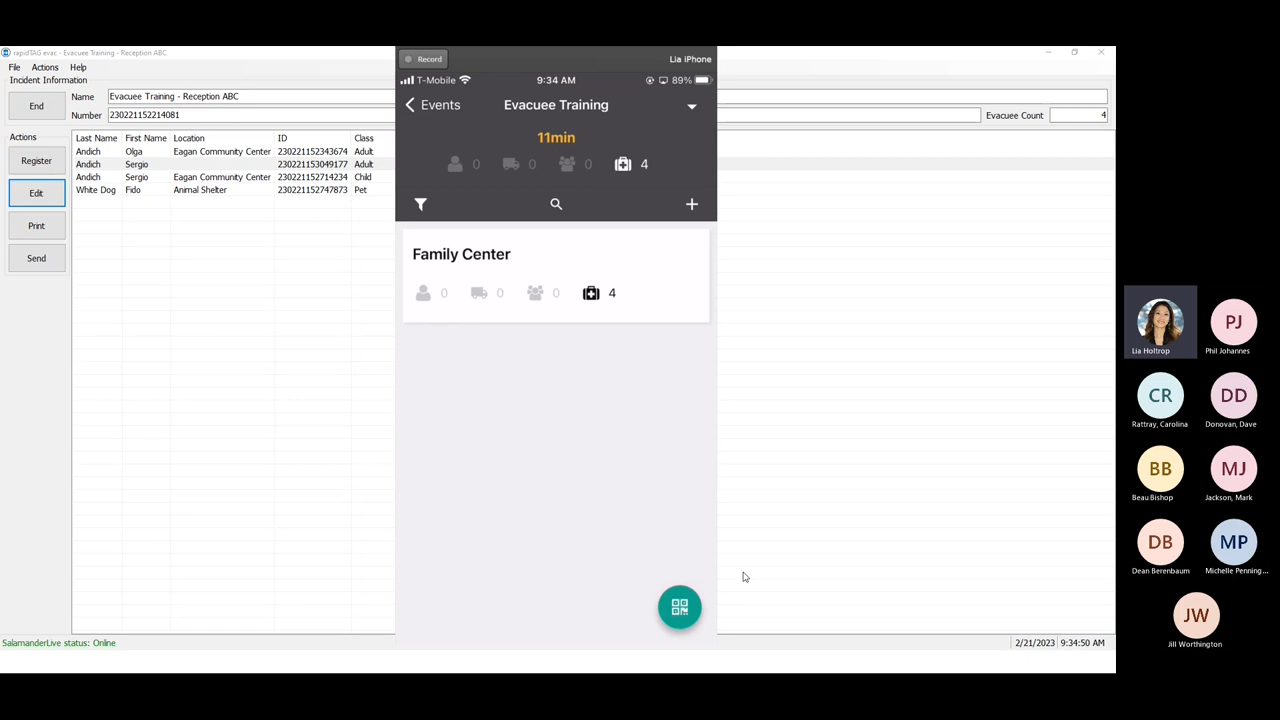 rapidTAG evac - Evacuee Training - Reception ABC
File Actions Help
Incident Information
End
Name Evacuee Training - Reception ABC
Number 230221152214081
Evacuee Count 4
Actions
Register
Edit
Print
Send
Last Name First Name Location ID Class
Andich Olga Eagan Community Center 230221152343674 Adult
Andich Sergio 230221153049177 Adult
Andich Sergio Eagan Community Center 230221152714234 Child
White Dog Fido Animal Shelter 230221152747873 Pet
Record
Lia iPhone
T-Mobile 9:34 AM 89%
Events Evacuee Training
11min
0 0 0 4
Family Center
0 0 0 4
SalamanderLive status: Online
2/21/2023 9:34:50 AM
Lia Holtrop
PJ
Phil Johannes
CR
Rattray, Carolina
DD
Donovan, Dave
BB
Beau Bishop
MJ
Jackson, Mark
DB
Dean Berenbaum
MP
Michelle Penning...
JW
Jill Worthington